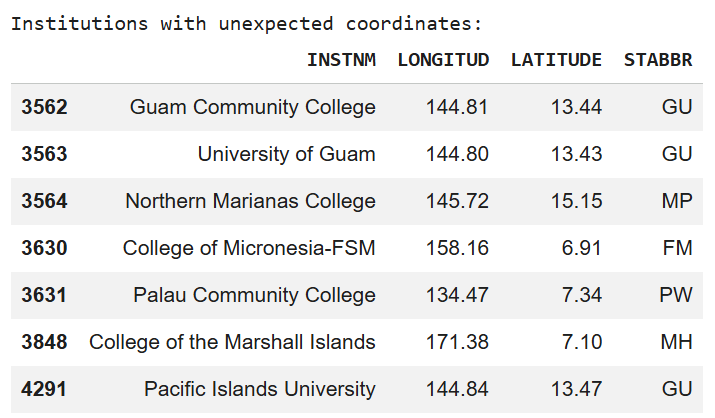 Institutions with unexpected coordinates:
INSTNM LONGITUD LATITUDE STABBR
3562 Guam Community College 144.81 13.44 GU
3563 University of Guam 144.80 13.43 GU
3564 Northern Marianas College 145.72 15.15 MP
3630 College of Micronesia-FSM 158.16 6.91 FM
3631 Palau Community College 134.47 7.34 PW
3848 College of the Marshall Islands 171.38 7.10 MH
4291 Pacific Islands University 144.84 13.47 GU